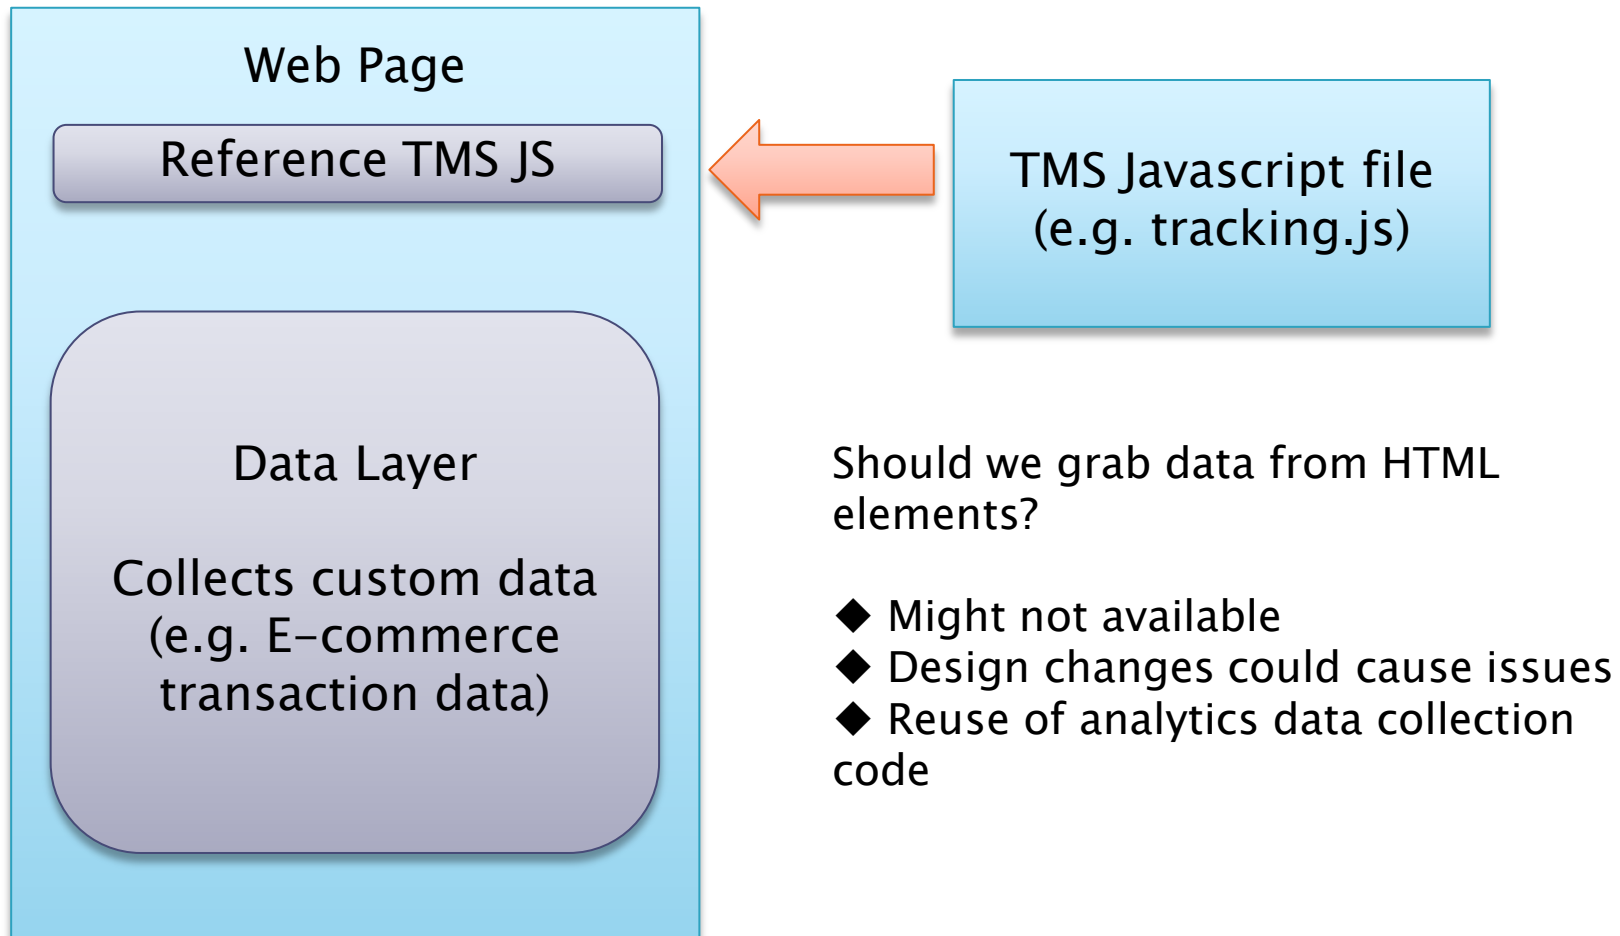 Web Page
Reference TMS JS
Data Layer
Collects custom data
(e.g. E-commerce
transaction data)
TMS Javascript file
(e.g. tracking.js)
Should we grab data from HTML
elements?
◆ Might not available
◆ Design changes could cause issues
◆ Reuse of analytics data collection
code